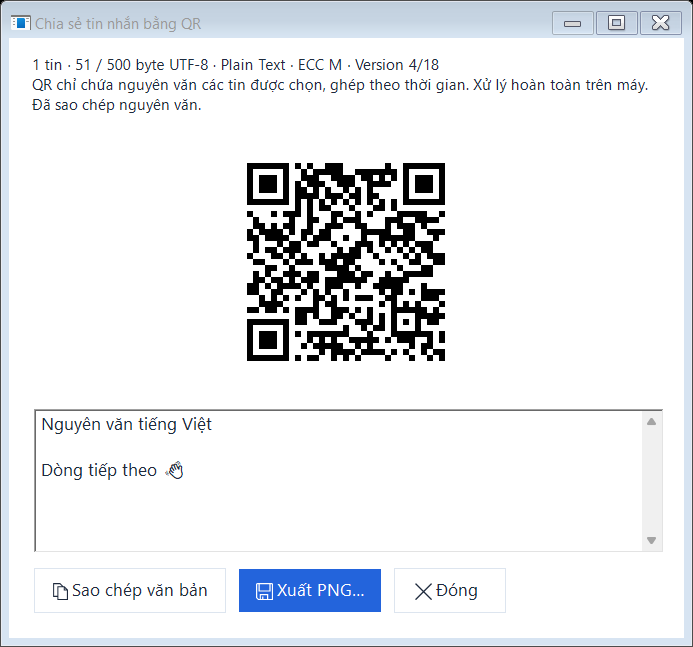 Chia sẻ tin nhắn bằng QR
1 tin · 51 / 500 byte UTF-8 · Plain Text · ECC M · Version 4/18
QR chỉ chứa nguyên văn các tin được chọn, ghép theo thời gian. Xử lý hoàn toàn trên máy.
Đã sao chép nguyên văn.
Nguyên văn tiếng Việt
Dòng tiếp theo 👋
Sao chép văn bản
Xuất PNG...
Đóng